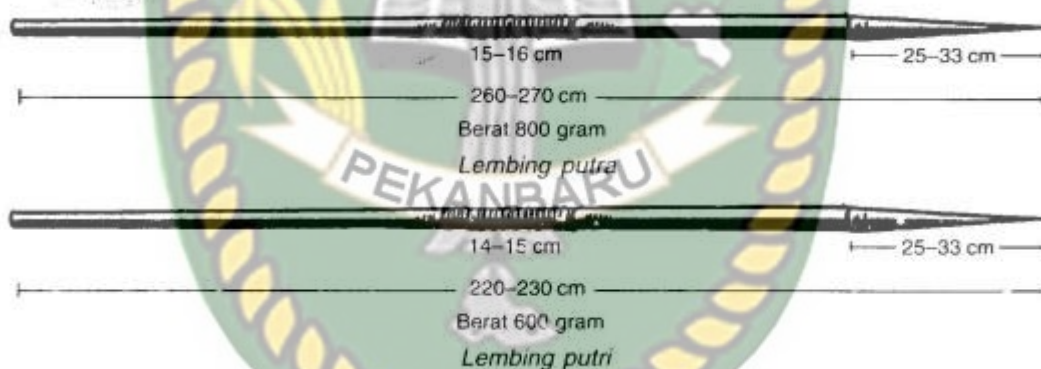 15–16 cm
25–33 cm
260–270 cm
Berat 800 gram
Lembing putra
PEKANBARU
14–15 cm
25–33 cm
220–230 cm
Berat 600 gram
Lembing putri